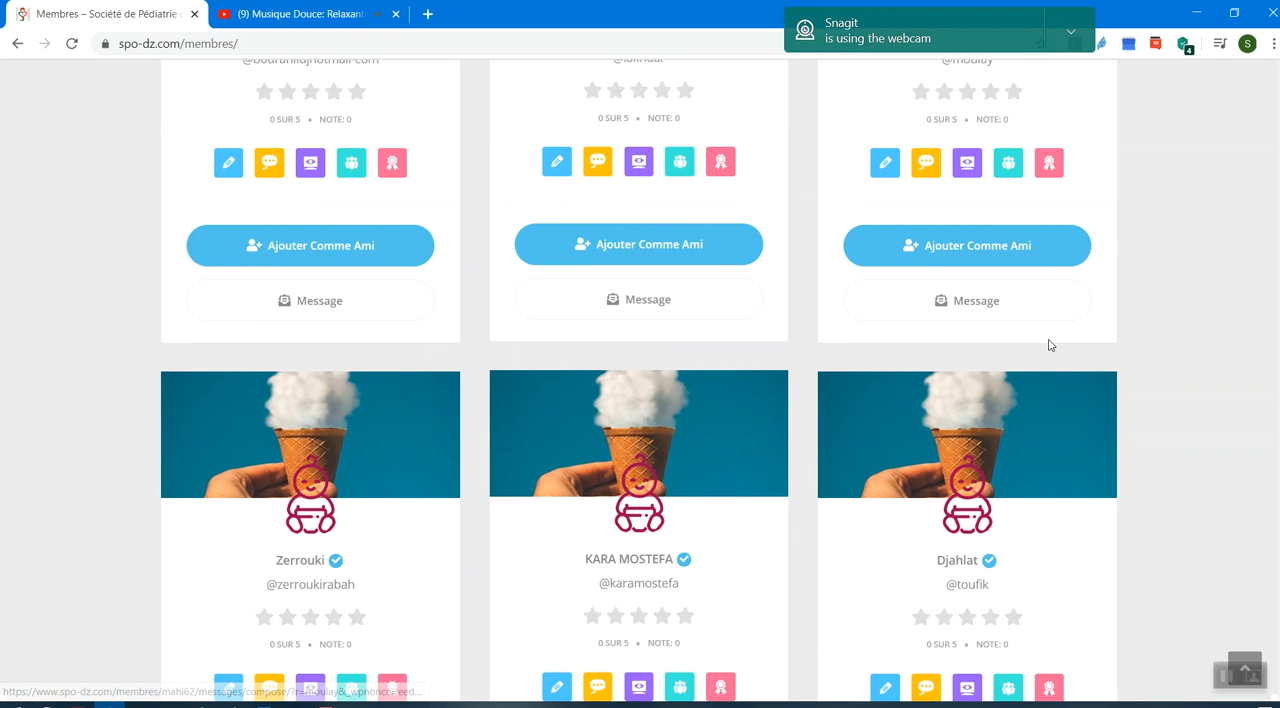 Membres – Société de Pédiatrie
(9) Musique Douce: Relaxant
Snagit
is using the webcam
spo-dz.com/membres/
S
4
0 SUR 5 • NOTE: 0
0 SUR 5 • NOTE: 0
0 SUR 5 • NOTE: 0
Ajouter Comme Ami
Ajouter Comme Ami
Ajouter Comme Ami
Message
Message
Message
Zerrouki
KARA MOSTEFA
Djahlat
@zerroukirabah
@karamostefa
@toufik
0 SUR 5 • NOTE: 0
0 SUR 5 • NOTE: 0
0 SUR 5 • NOTE: 0